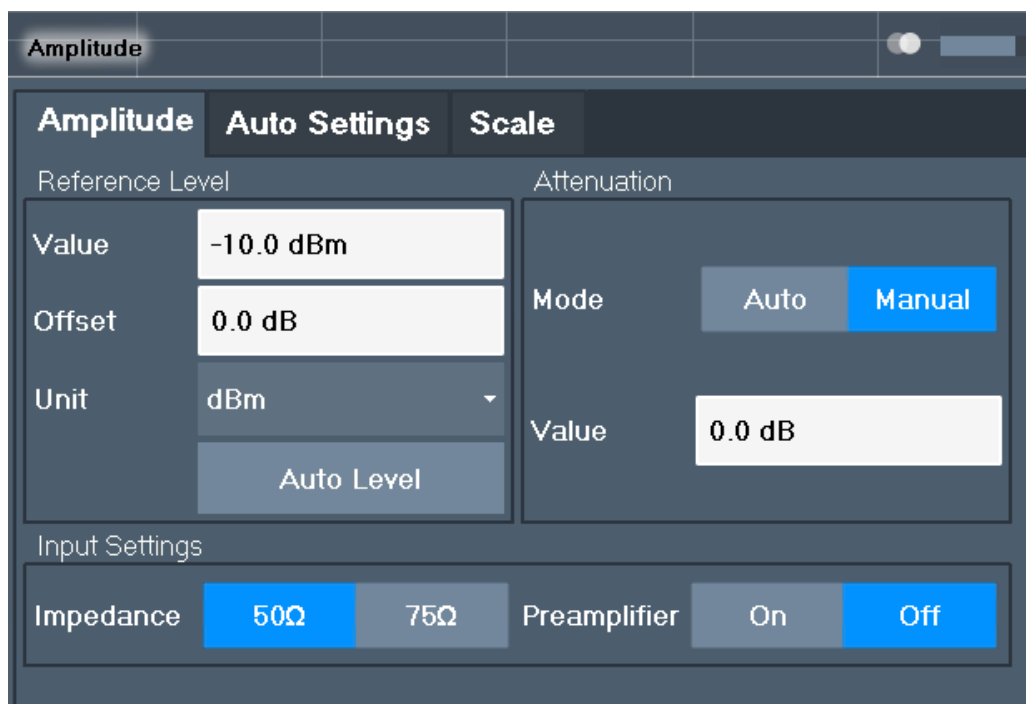 Amplitude
Amplitude Auto Settings Scale
Reference Level Attenuation
Value -10.0 dBm
Offset 0.0 dB
Mode Auto Manual
Unit dBm
Value 0.0 dB
Auto Level
Input Settings
Impedance 50Ω 75Ω Preamplifier On Off